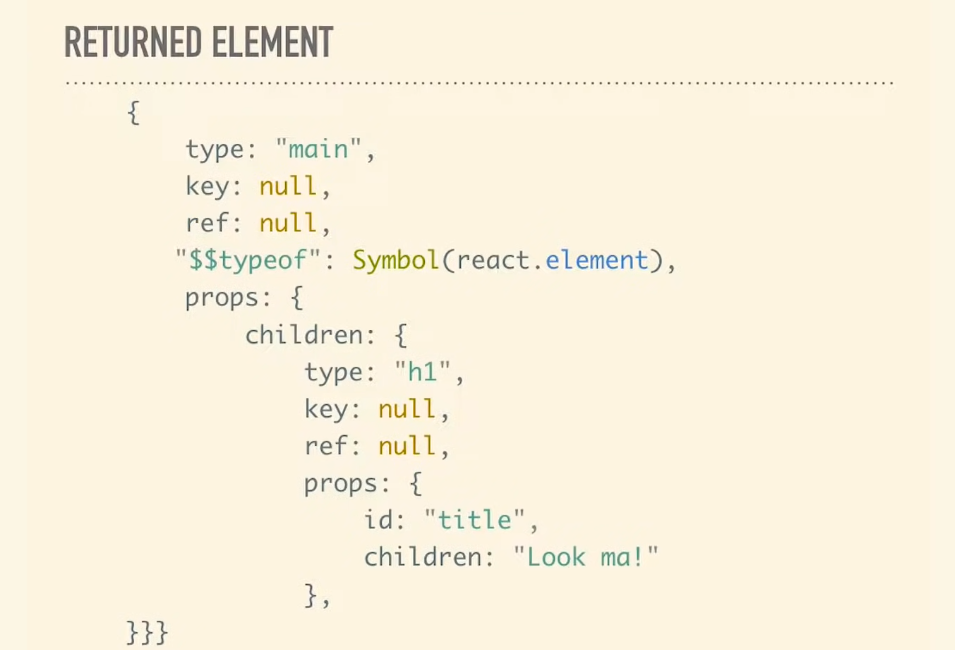 RETURNED ELEMENT
{
type: "main",
key: null,
ref: null,
"$$typeof": Symbol(react.element),
props: {
children: {
type: "h1",
key: null,
ref: null,
props: {
id: "title",
children: "Look ma!"
},
}}}